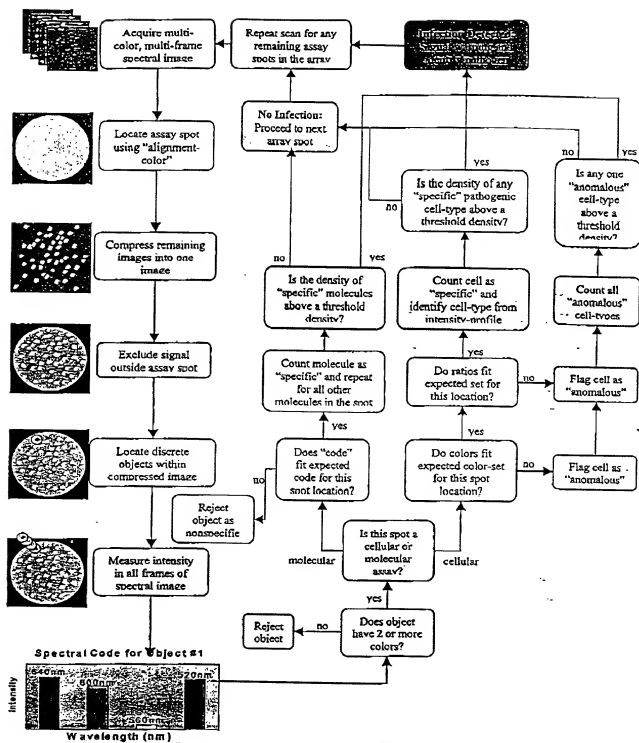 Acquire multi-
color, multi-frame
spectral image
Repeat scan for any
remaining assay
spots in the array
Infection Detected:
Locate assay spot
using "alignment-
color"
No Infection:
Proceed to next
array spot
no
yes
yes
Is the density of any
"specific" pathogenic
cell-type above a
threshold density?
no
Is any one
"anomalous"
cell-type
above a
threshold
density?
Compress remaining
images into one
image
no
yes
Is the density of
"specific" molecules
above a threshold
density?
Count cell as
"specific" and
identify cell-type from
intensity-profile
Count all
"anomalous"
cell-types
yes
Exclude signal
outside assay spot
Count molecule as
"specific" and repeat
for all other
molecules in the spot
Do ratios fit
expected set for
this location?
no
Flag cell as
"anomalous"
yes
yes
Locate discrete
objects within
compressed image
Does "code"
fit expected
code for this
spot location?
no
Do colors fit
expected color-set
for this spot
location?
no
Flag cell as
"anomalous"
Reject
object as
nonspecific
Measure intensity
in all frames of
spectral image
molecular
Is this spot a
cellular or
molecular
assay?
cellular
yes
Reject
object
no
Does object
have 2 or more
colors?
Spectral Code for Object #1
640nm
600nm
560nm
520nm
Intensity
Wavelength (nm)